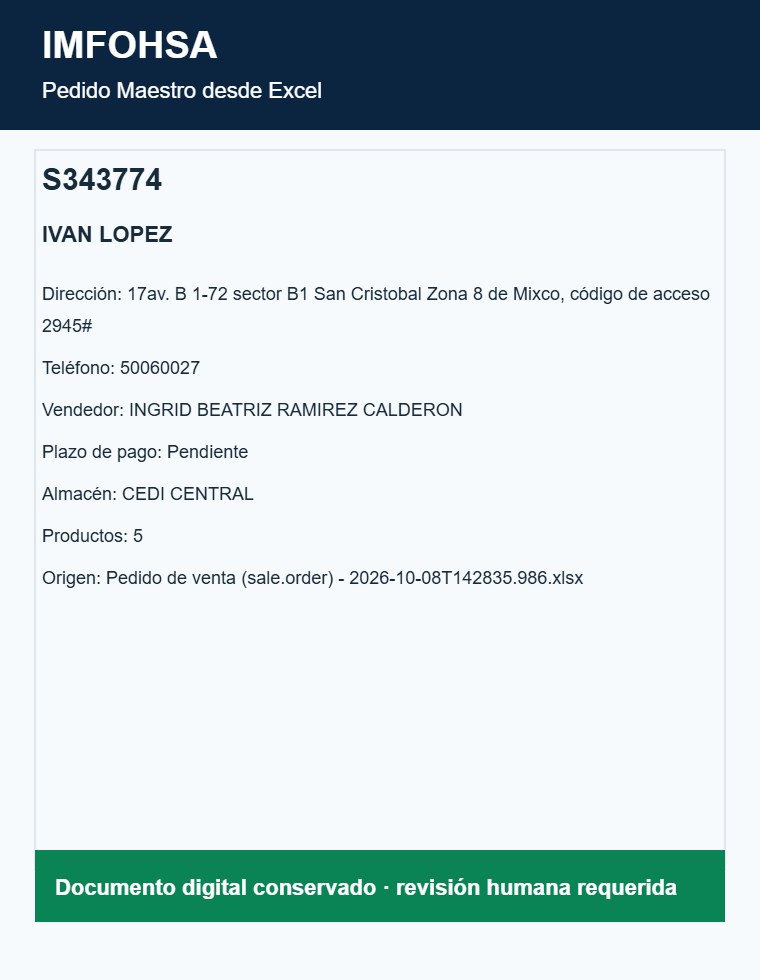 IMFOHSA
Pedido Maestro desde Excel
S343774
IVAN LOPEZ
Dirección: 17av. B 1-72 sector B1 San Cristobal Zona 8 de Mixco, código de acceso
2945#
Teléfono: 50060027
Vendedor: INGRID BEATRIZ RAMIREZ CALDERON
Plazo de pago: Pendiente
Almacén: CEDI CENTRAL
Productos: 5
Origen: Pedido de venta (sale.order) - 2026-10-08T142835.986.xlsx
Documento digital conservado · revisión humana requerida